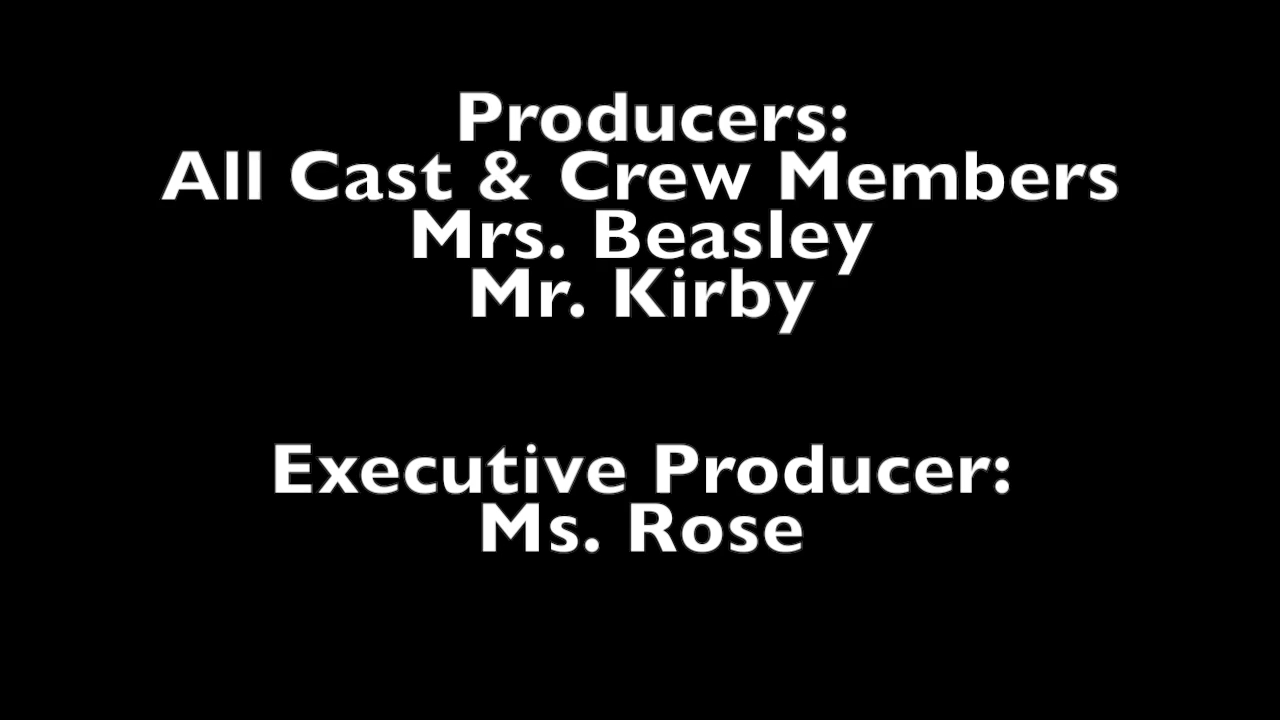 Producers:
All Cast & Crew Members
Mrs. Beasley
Mr. Kirby
Executive Producer:
Ms. Rose